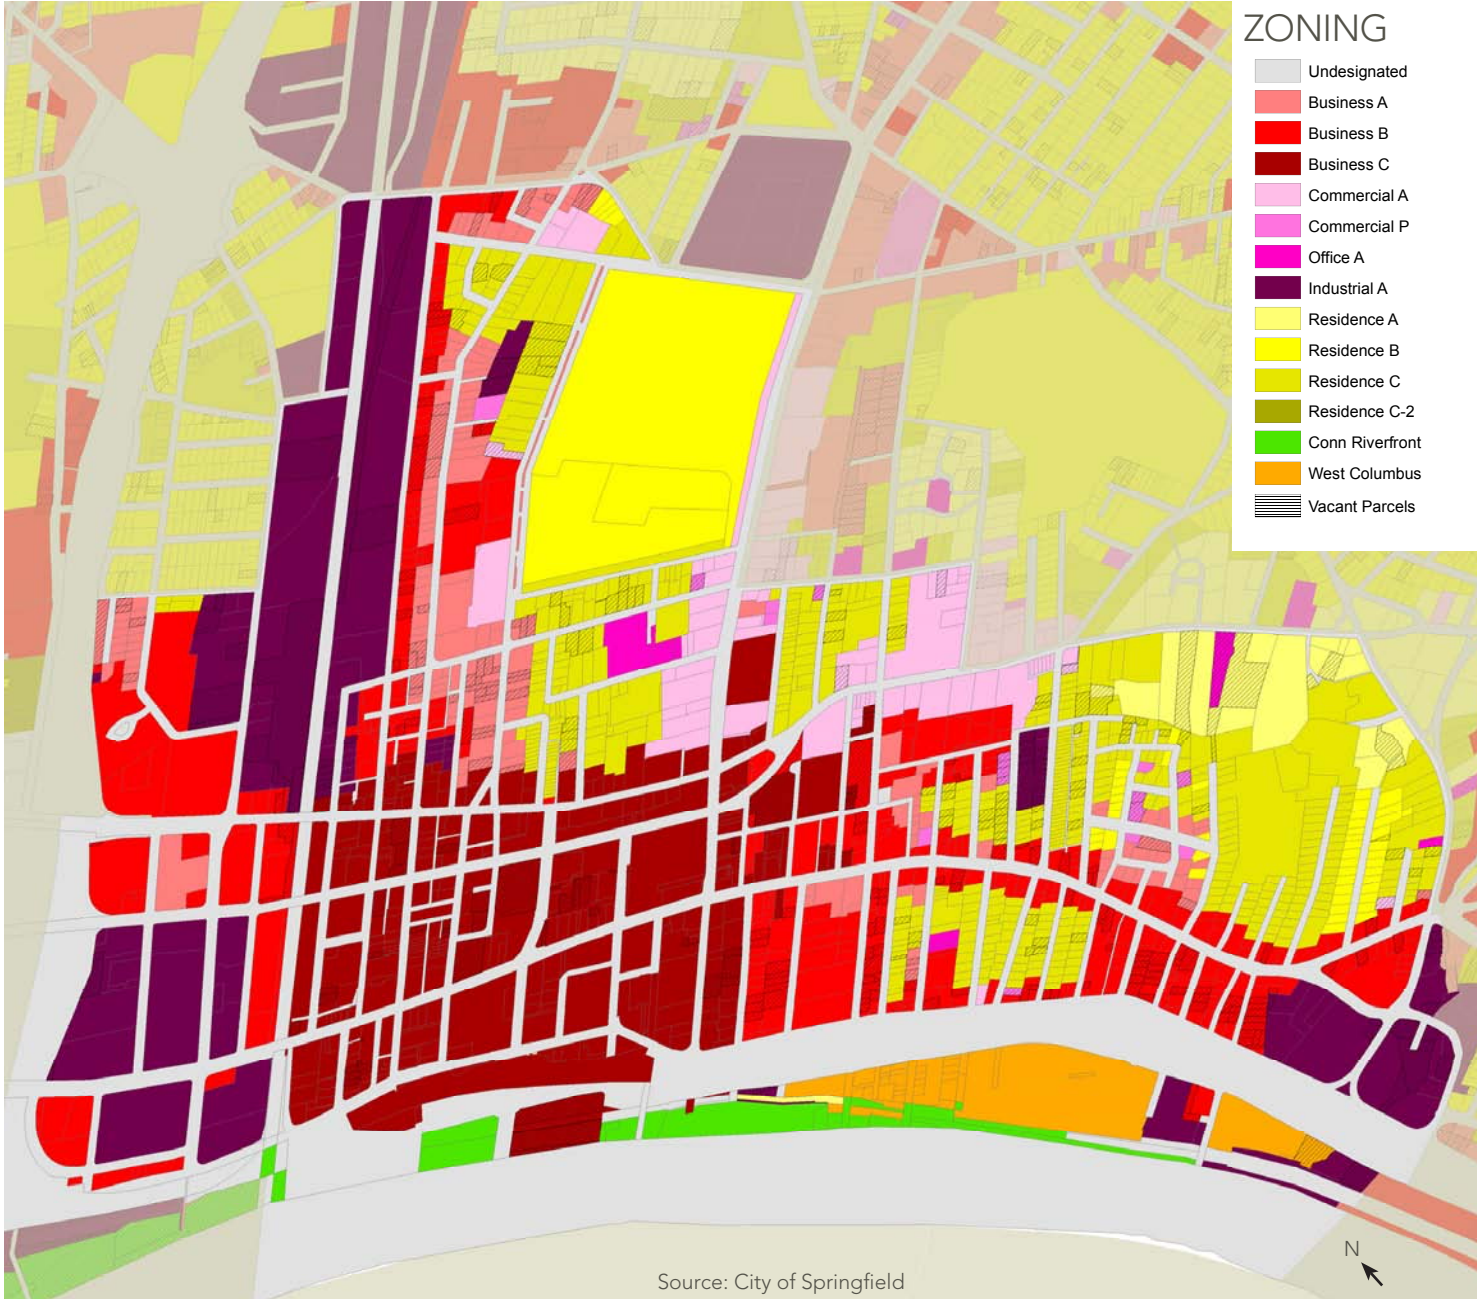 ZONING
Undesignated
Business A
Business B
Business C
Commercial A
Commercial P
Office A
Industrial A
Residence A
Residence B
Residence C
Residence C-2
Conn Riverfront
West Columbus
Vacant Parcels
N
Source: City of Springfield